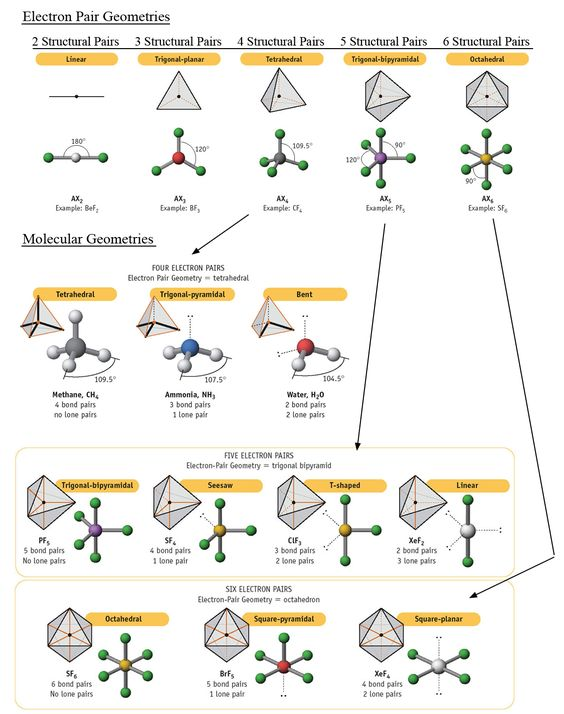 Electron Pair Geometries
2 Structural Pairs 3 Structural Pairs 4 Structural Pairs 5 Structural Pairs 6 Structural Pairs
Linear Trigonal-planar Tetrahedral Trigonal-bipyramidal Octahedral
180° 120° 109.5° 120° 90° 90°
AX₂ AX₃ AX₄ AX₅ AX₆
Example: BeF₂ Example: BF₃ Example: CF₄ Example: PF₅ Example: SF₆
Molecular Geometries
FOUR ELECTRON PAIRS
Electron Pair Geometry = tetrahedral
Tetrahedral Trigonal-pyramidal Bent
109.5° 107.5° 104.5°
Methane, CH₄ Ammonia, NH₃ Water, H₂O
4 bond pairs 3 bond pairs 2 bond pairs
no lone pairs 1 lone pair 2 lone pairs
FIVE ELECTRON PAIRS
Electron-Pair Geometry = trigonal bipyramid
Trigonal-bipyramidal Seesaw T-shaped Linear
PF₅ SF₄ ClF₃ XeF₂
5 bond pairs 4 bond pairs 3 bond pairs 2 bond pairs
No lone pairs 1 lone pair 2 lone pairs 3 lone pairs
SIX ELECTRON PAIRS
Electron-Pair Geometry = octahedron
Octahedral Square-pyramidal Square-planar
SF₆ BrF₅ XeF₄
6 bond pairs 5 bond pairs 4 bond pairs
No lone pairs 1 lone pair 2 lone pairs